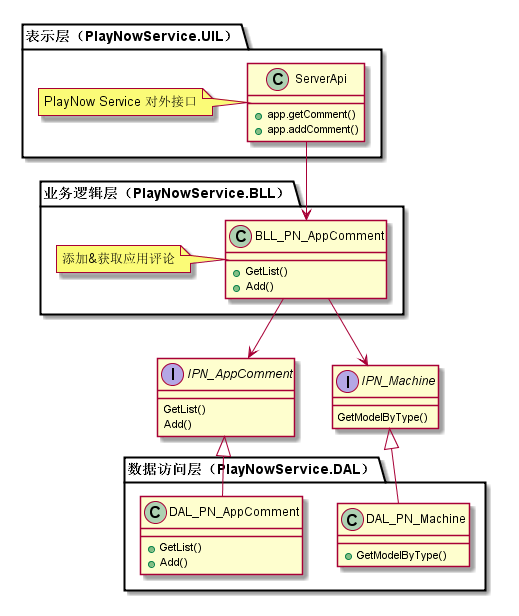 表示层（PlayNowService.UIL）
C ServerApi
PlayNow Service 对外接口
app.getComment()
app.addComment()
业务逻辑层（PlayNowService.BLL）
C BLL_PN_AppComment
添加&获取应用评论
GetList()
Add()
I IPN_AppComment
GetList()
Add()
I IPN_Machine
GetModelByType()
数据访问层（PlayNowService.DAL）
C DAL_PN_AppComment
GetList()
Add()
C DAL_PN_Machine
GetModelByType()